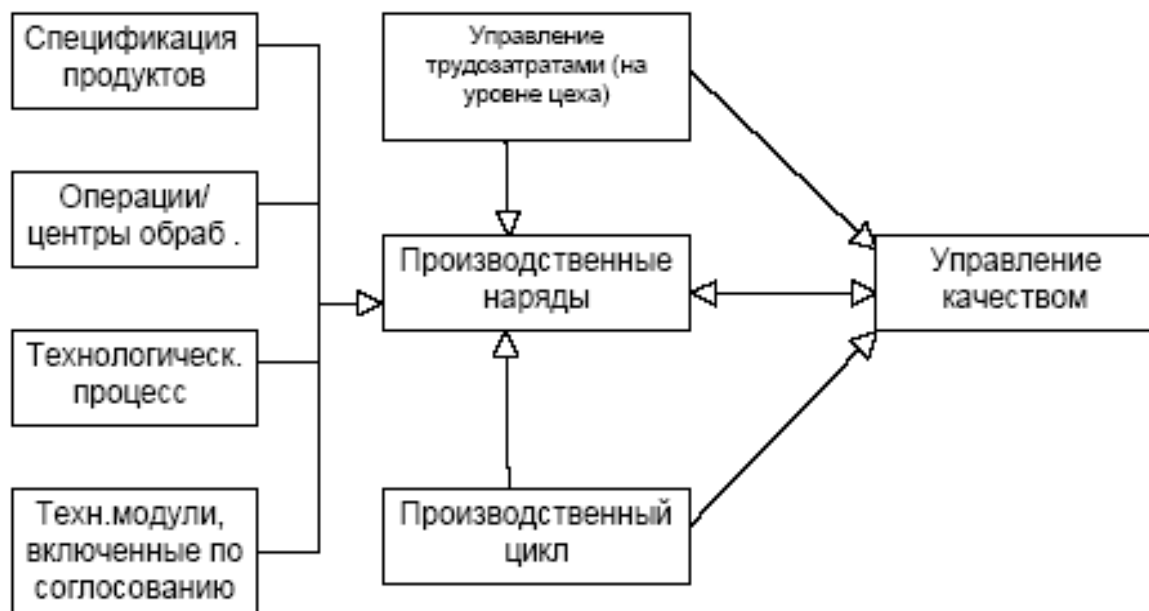 Спецификация
продуктов
Операции/
центры обраб .
Технологическ.
процесс
Техн.модули,
включенные по
соглосованию
Управление
трудозатратами (на
уровне цеха)
Производственные
наряды
Производственный
цикл
Управление
качеством